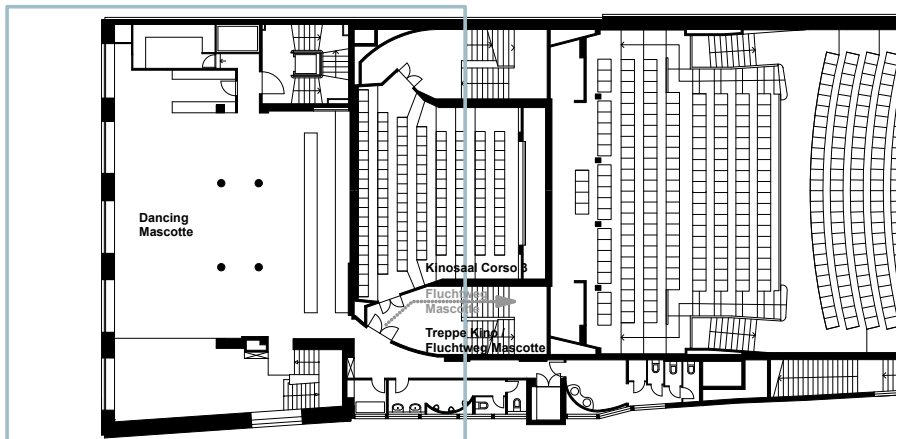 Dancing
Mascotte
Kinosaal Corso 3
Fluchtweg
Mascotte
Treppe Kino /
Fluchtweg Mascotte